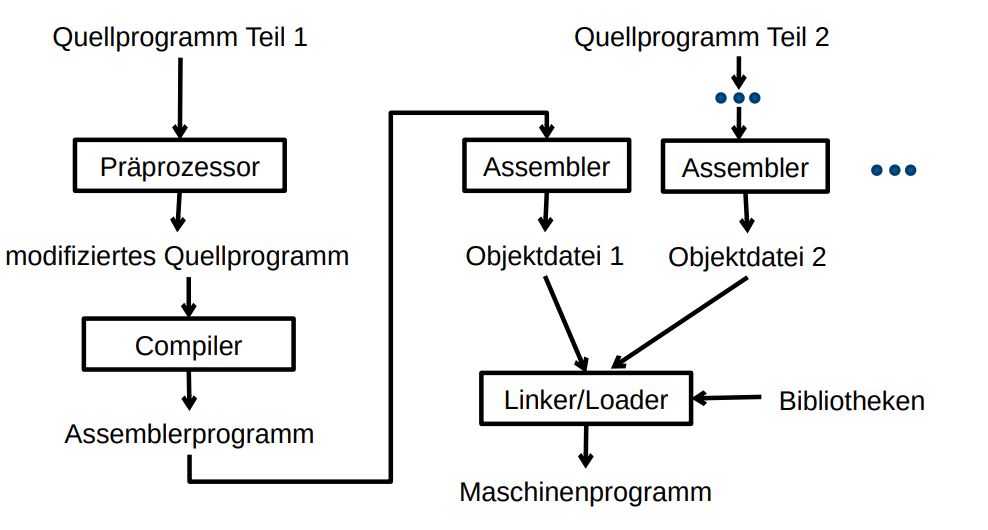 Quellprogramm Teil 1
Präprozessor
modifiziertes Quellprogramm
Compiler
Assemblerprogramm
Quellprogramm Teil 2
Assembler
Assembler
Objektdatei 1
Objektdatei 2
Linker/Loader
Bibliotheken
Maschinenprogramm